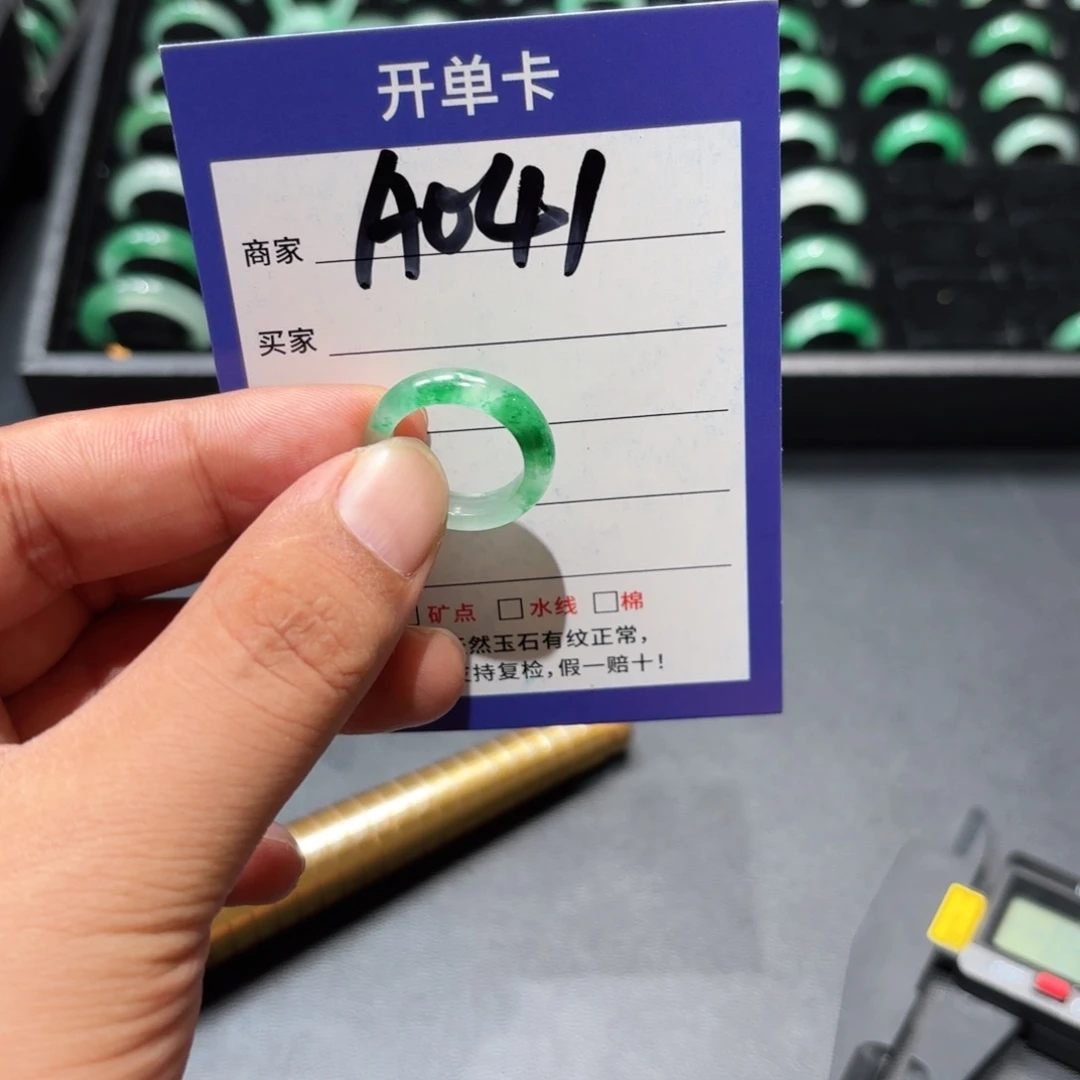 开单卡
商家 A041
买家
矿点 水线 棉
然玉石有纹正常，
持复检，假一赔十！